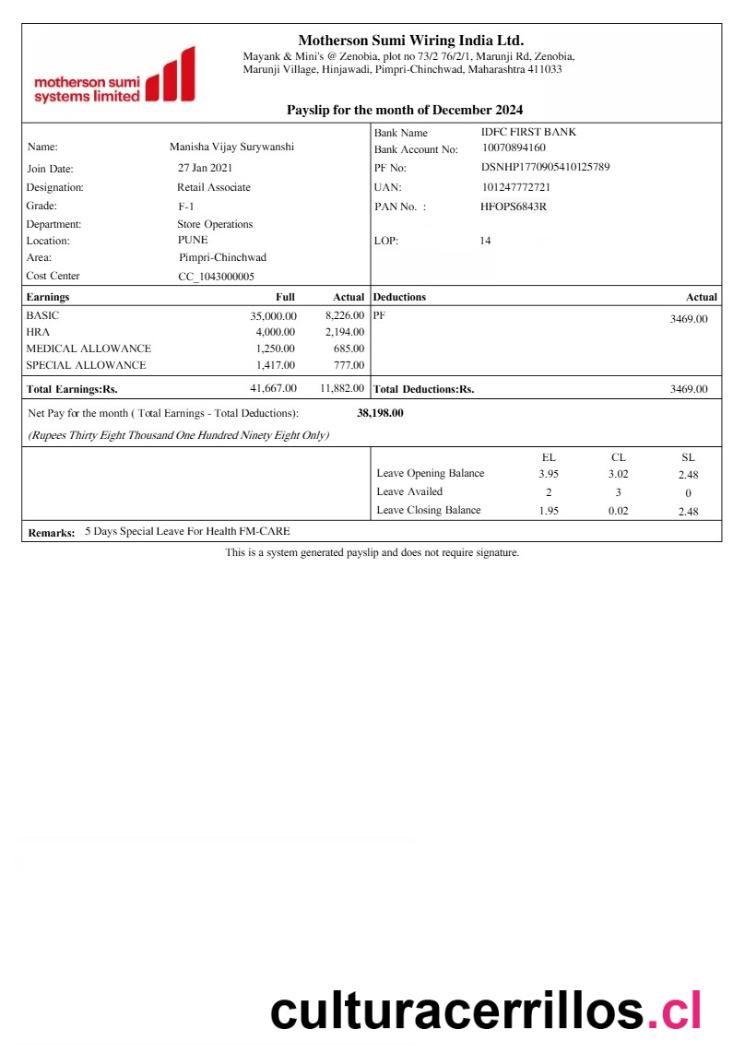 Motherson Sumi Wiring India Ltd.
Mayank & Mini's @ Zenobia, plot no 73/2 76/2/1, Marunji Rd, Zenobia,
Marunji Village, Hinjawadi, Pimpri-Chinchwad, Maharashtra 411033
motherson sumi
systems limited
Payslip for the month of December 2024
Name: Manisha Vijay Surywanshi
Join Date: 27 Jan 2021
Designation: Retail Associate
Grade: F-1
Department: Store Operations
Location: PUNE
Area: Pimpri-Chinchwad
Cost Center CC_1043000005
Bank Name IDFC FIRST BANK
Bank Account No: 10070894160
PF No: DSNHP1770905410125789
UAN: 101247772721
PAN No. : HFOPS6843R
LOP: 14
Earnings Full Actual Deductions Actual
BASIC 35,000.00 8,226.00 PF 3469.00
HRA 4,000.00 2,194.00
MEDICAL ALLOWANCE 1,250.00 685.00
SPECIAL ALLOWANCE 1,417.00 777.00
Total Earnings:Rs. 41,667.00 11,882.00 Total Deductions:Rs. 3469.00
Net Pay for the month ( Total Earnings - Total Deductions): 38,198.00
(Rupees Thirty Eight Thousand One Hundred Ninety Eight Only)
EL CL SL
Leave Opening Balance 3.95 3.02 2.48
Leave Availed 2 3 0
Leave Closing Balance 1.95 0.02 2.48
Remarks: 5 Days Special Leave For Health FM-CARE
This is a system generated payslip and does not require signature.
culturacerrillos.cl